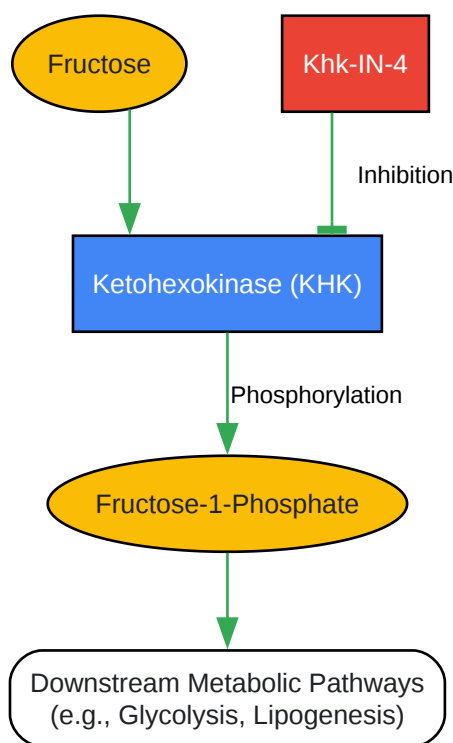 Fructose
Khk-IN-4
Inhibition
Ketohexokinase (KHK)
Phosphorylation
Fructose-1-Phosphate
Downstream Metabolic Pathways
(e.g., Glycolysis, Lipogenesis)